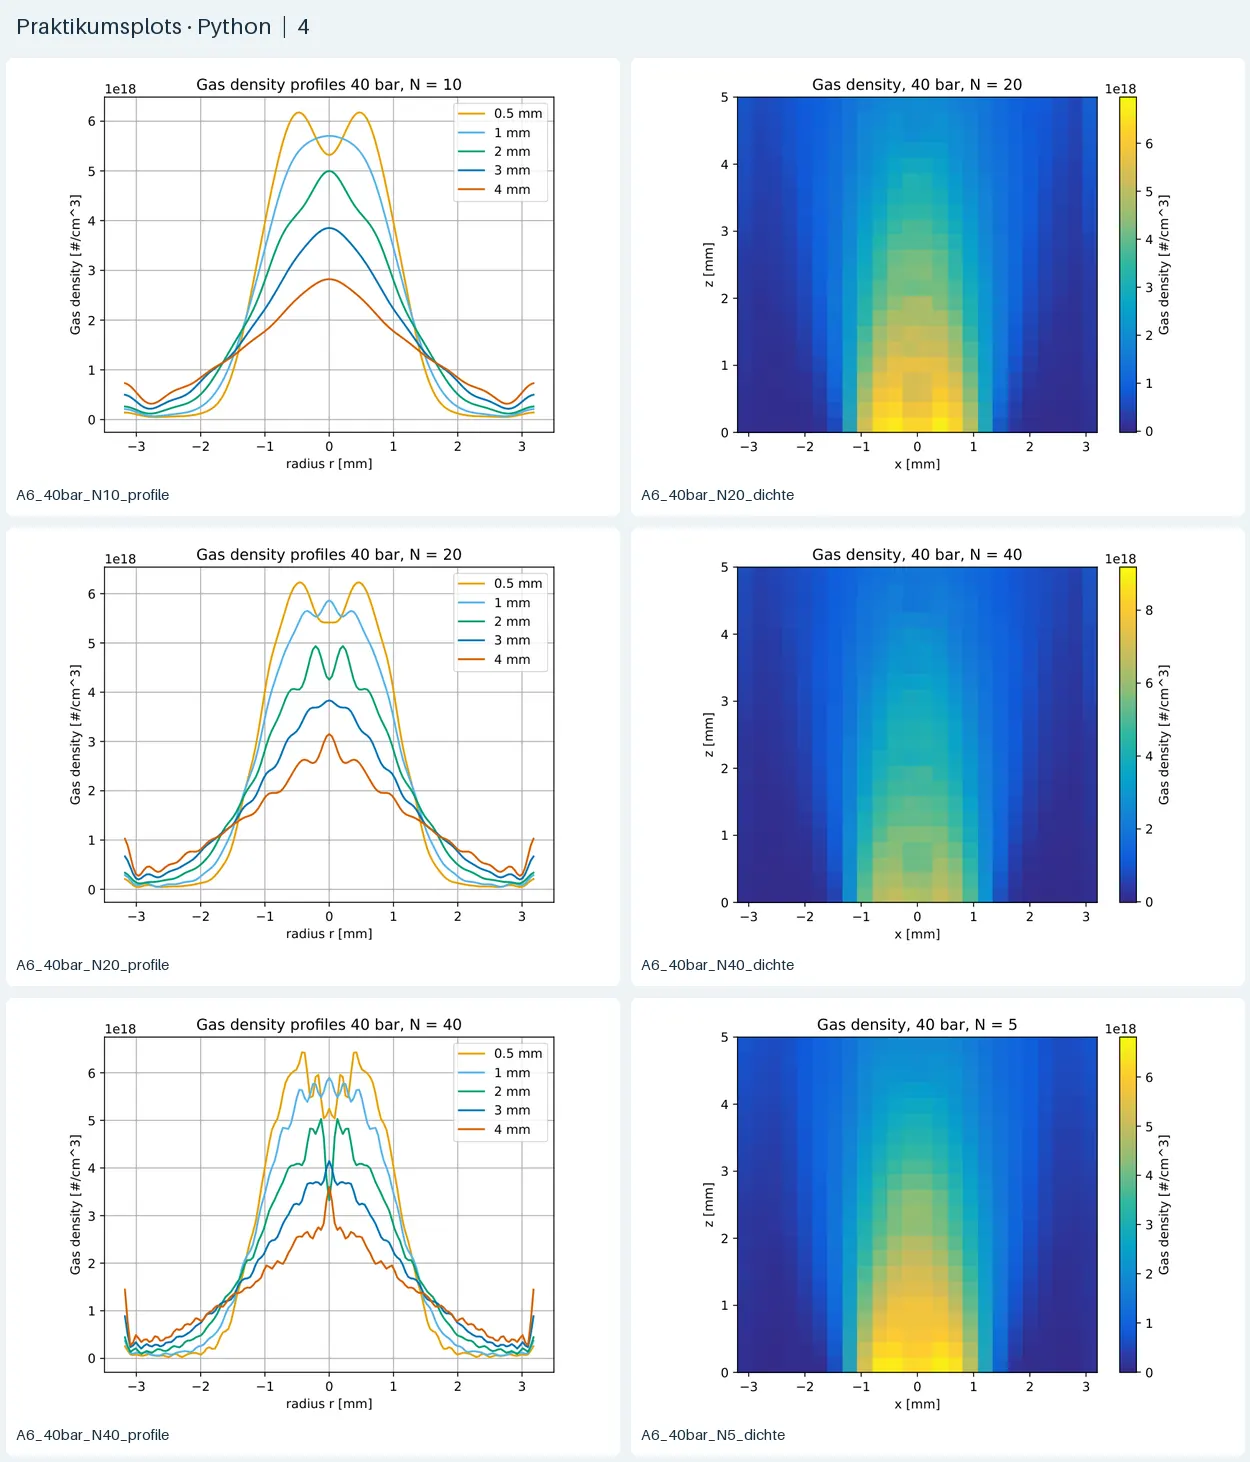 Praktikumsplots · Python | 4
Gas density profiles 40 bar, N = 10
1e18
Gas density [#/cm^3]
6
5
4
3
2
1
0
−3 −2 −1 0 1 2 3
radius r [mm]
0.5 mm
1 mm
2 mm
3 mm
4 mm
A6_40bar_N10_profile
Gas density, 40 bar, N = 20
1e18
z [mm]
5
4
3
2
1
0
−3 −2 −1 0 1 2 3
x [mm]
6
5
4
3
2
1
0
Gas density [#/cm^3]
A6_40bar_N20_dichte
Gas density profiles 40 bar, N = 20
1e18
Gas density [#/cm^3]
6
5
4
3
2
1
0
−3 −2 −1 0 1 2 3
radius r [mm]
0.5 mm
1 mm
2 mm
3 mm
4 mm
A6_40bar_N20_profile
Gas density, 40 bar, N = 40
1e18
z [mm]
5
4
3
2
1
0
−3 −2 −1 0 1 2 3
x [mm]
8
6
4
2
0
Gas density [#/cm^3]
A6_40bar_N40_dichte
Gas density profiles 40 bar, N = 40
1e18
Gas density [#/cm^3]
6
5
4
3
2
1
0
−3 −2 −1 0 1 2 3
radius r [mm]
0.5 mm
1 mm
2 mm
3 mm
4 mm
A6_40bar_N40_profile
Gas density, 40 bar, N = 5
1e18
z [mm]
5
4
3
2
1
0
−3 −2 −1 0 1 2 3
x [mm]
6
5
4
3
2
1
0
Gas density [#/cm^3]
A6_40bar_N5_dichte